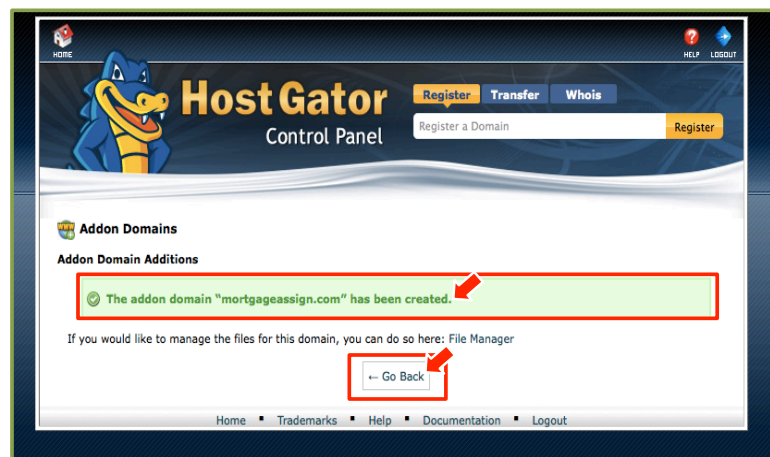 HOME
HELP LOGOUT
Host Gator
Control Panel
Register Transfer Whois
Register a Domain
Register
Addon Domains
Addon Domain Additions
The addon domain “mortgageassign.com” has been created.
If you would like to manage the files for this domain, you can do so here: File Manager
← Go Back
Home ▪ Trademarks ▪ Help ▪ Documentation ▪ Logout